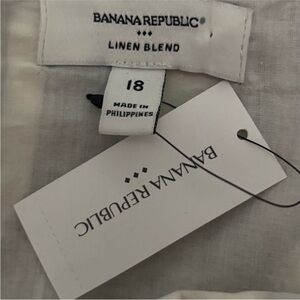 BANANA REPUBLIC
LINEN BLEND
18
MADE IN
PHILIPPINES
BANANA REPUBLIC